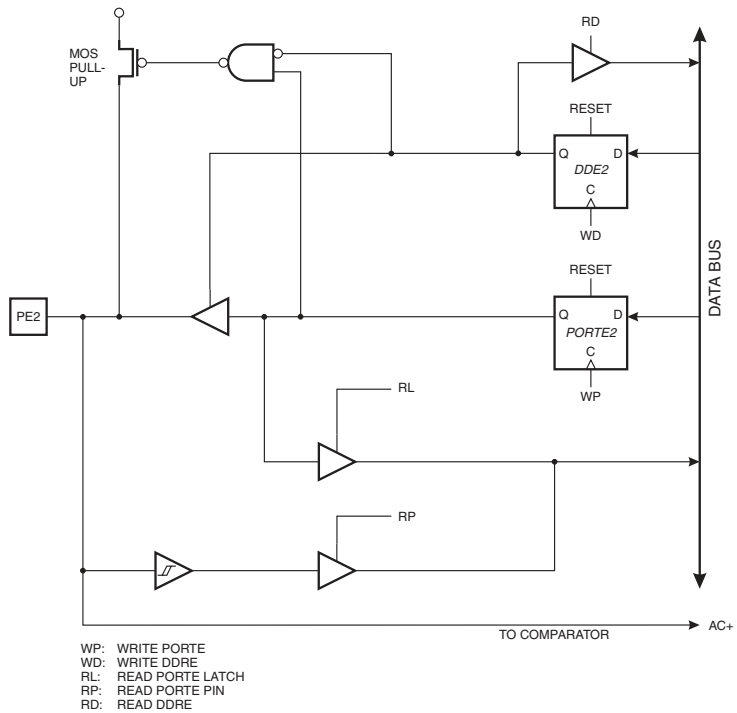 RD
MOS
PULL-
UP
RESET
Q
D
DDE2
C
WD
DATA BUS
RESET
PE2
Q
D
PORTE2
C
WP
RL
RP
TO COMPARATOR
AC+
WP: WRITE PORTE
WD: WRITE DDRE
RL: READ PORTE LATCH
RP: READ PORTE PIN
RD: READ DDRE